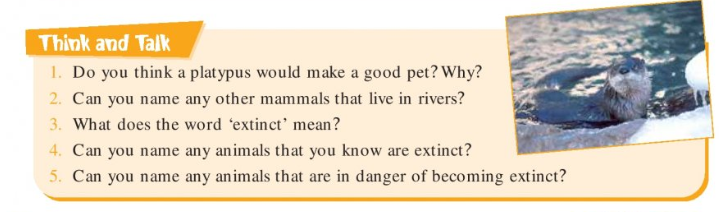 Think and Talk
1. Do you think a platypus would make a good pet? Why?
2. Can you name any other mammals that live in rivers?
3. What does the word ‘extinct’ mean?
4. Can you name any animals that you know are extinct?
5. Can you name any animals that are in danger of becoming extinct?